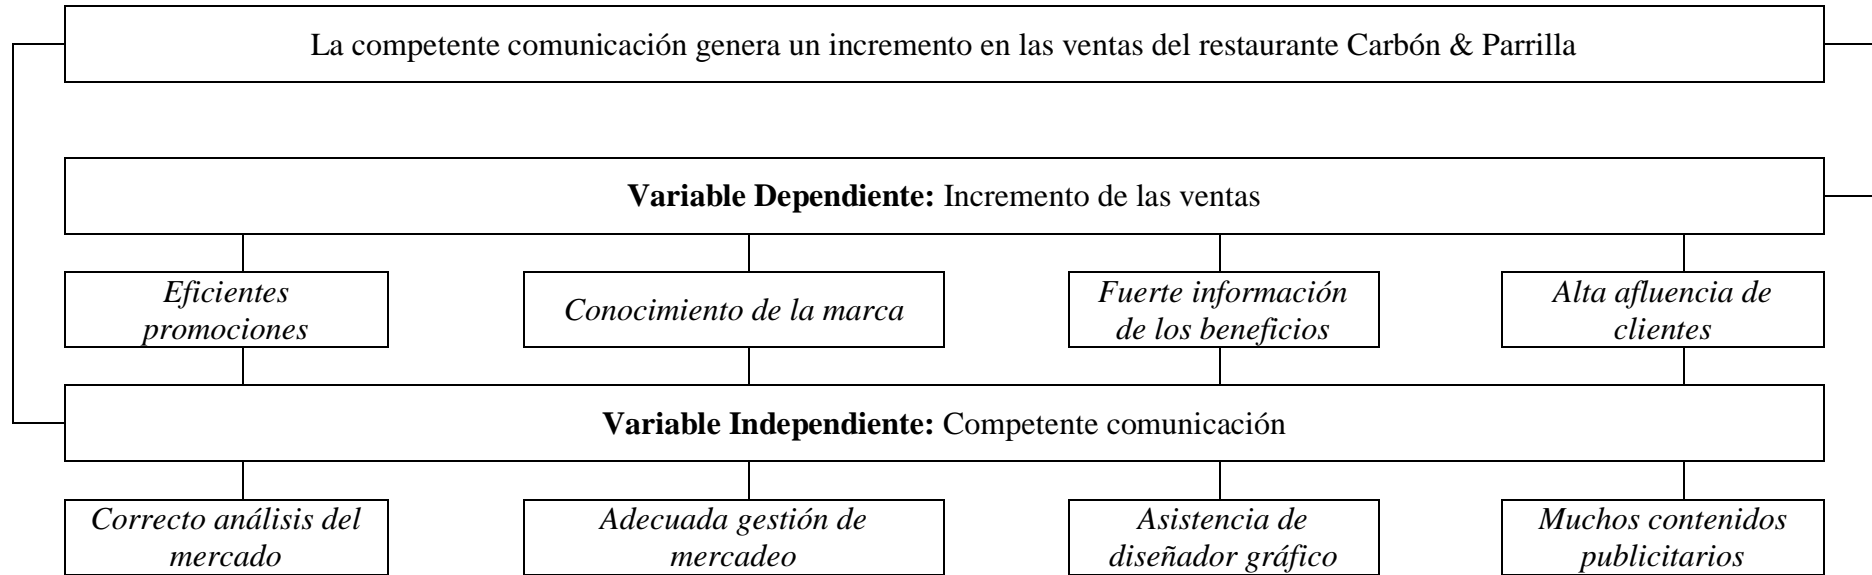 La competente comunicación genera un incremento en las ventas del restaurante Carbón & Parrilla
Variable Dependiente: Incremento de las ventas
Eficientes
promociones
Conocimiento de la marca
Fuerte información
de los beneficios
Alta afluencia de
clientes
Variable Independiente: Competente comunicación
Correcto análisis del
mercado
Adecuada gestión de
mercadeo
Asistencia de
diseñador gráfico
Muchos contenidos
publicitarios